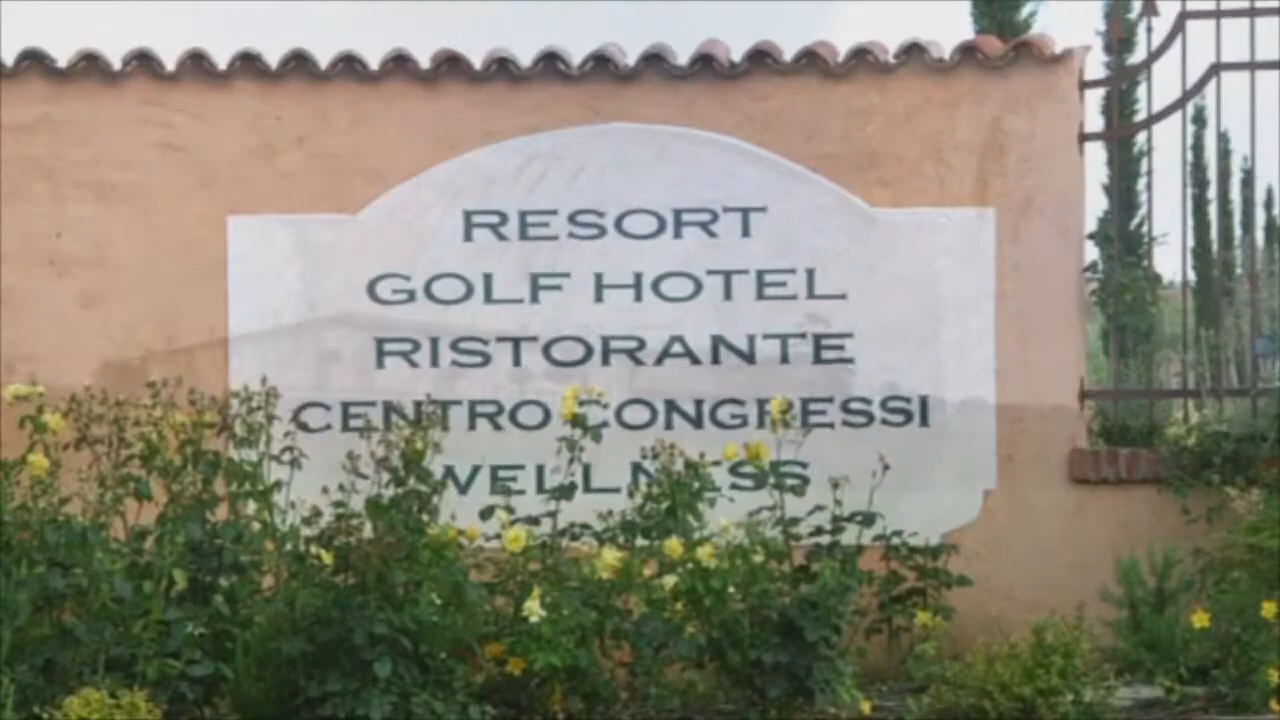 RESORT
GOLF HOTEL
RISTORANTE
CENTRO CONGRESSI
WELLNESS